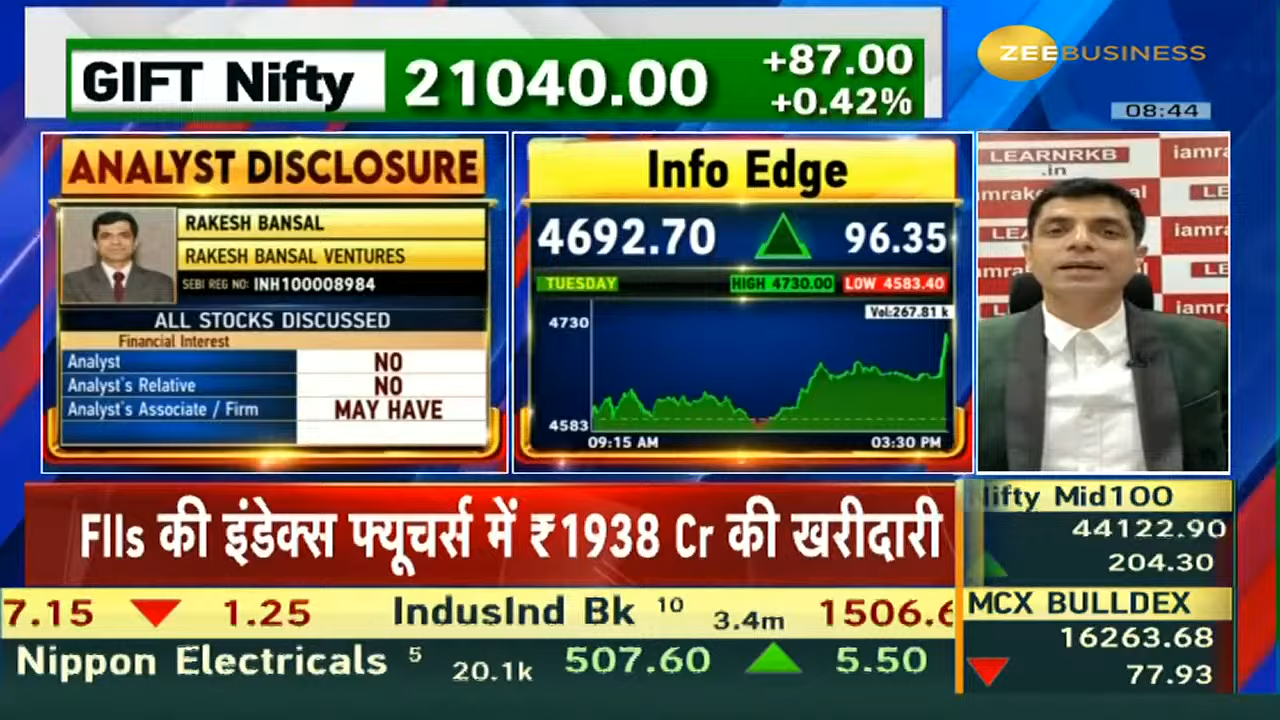 GIFT Nifty 21040.00 +87.00
+0.42%
ZEEBUSINESS
08:44
ANALYST DISCLOSURE
RAKESH BANSAL
RAKESH BANSAL VENTURES
SEBI REG NO: INH100008984
ALL STOCKS DISCUSSED
Financial Interest
Analyst NO
Analyst's Relative NO
Analyst's Associate / Firm MAY HAVE
Info Edge
4692.70 96.35
TUESDAY HIGH 4730.00 LOW 4583.40
Vol:267.81 k
4730
4583
09:15 AM 03:30 PM
LEARNRKB
.in
FIIs की इंडेक्स फ्यूचर्स में ₹1938 Cr की खरीदारी
Nifty Mid100
44122.90
204.30
MCX BULLDEX
16263.68
77.93
7.15 1.25 IndusInd Bk 10 3.4m 1506.6
Nippon Electricals 5 20.1k 507.60 5.50